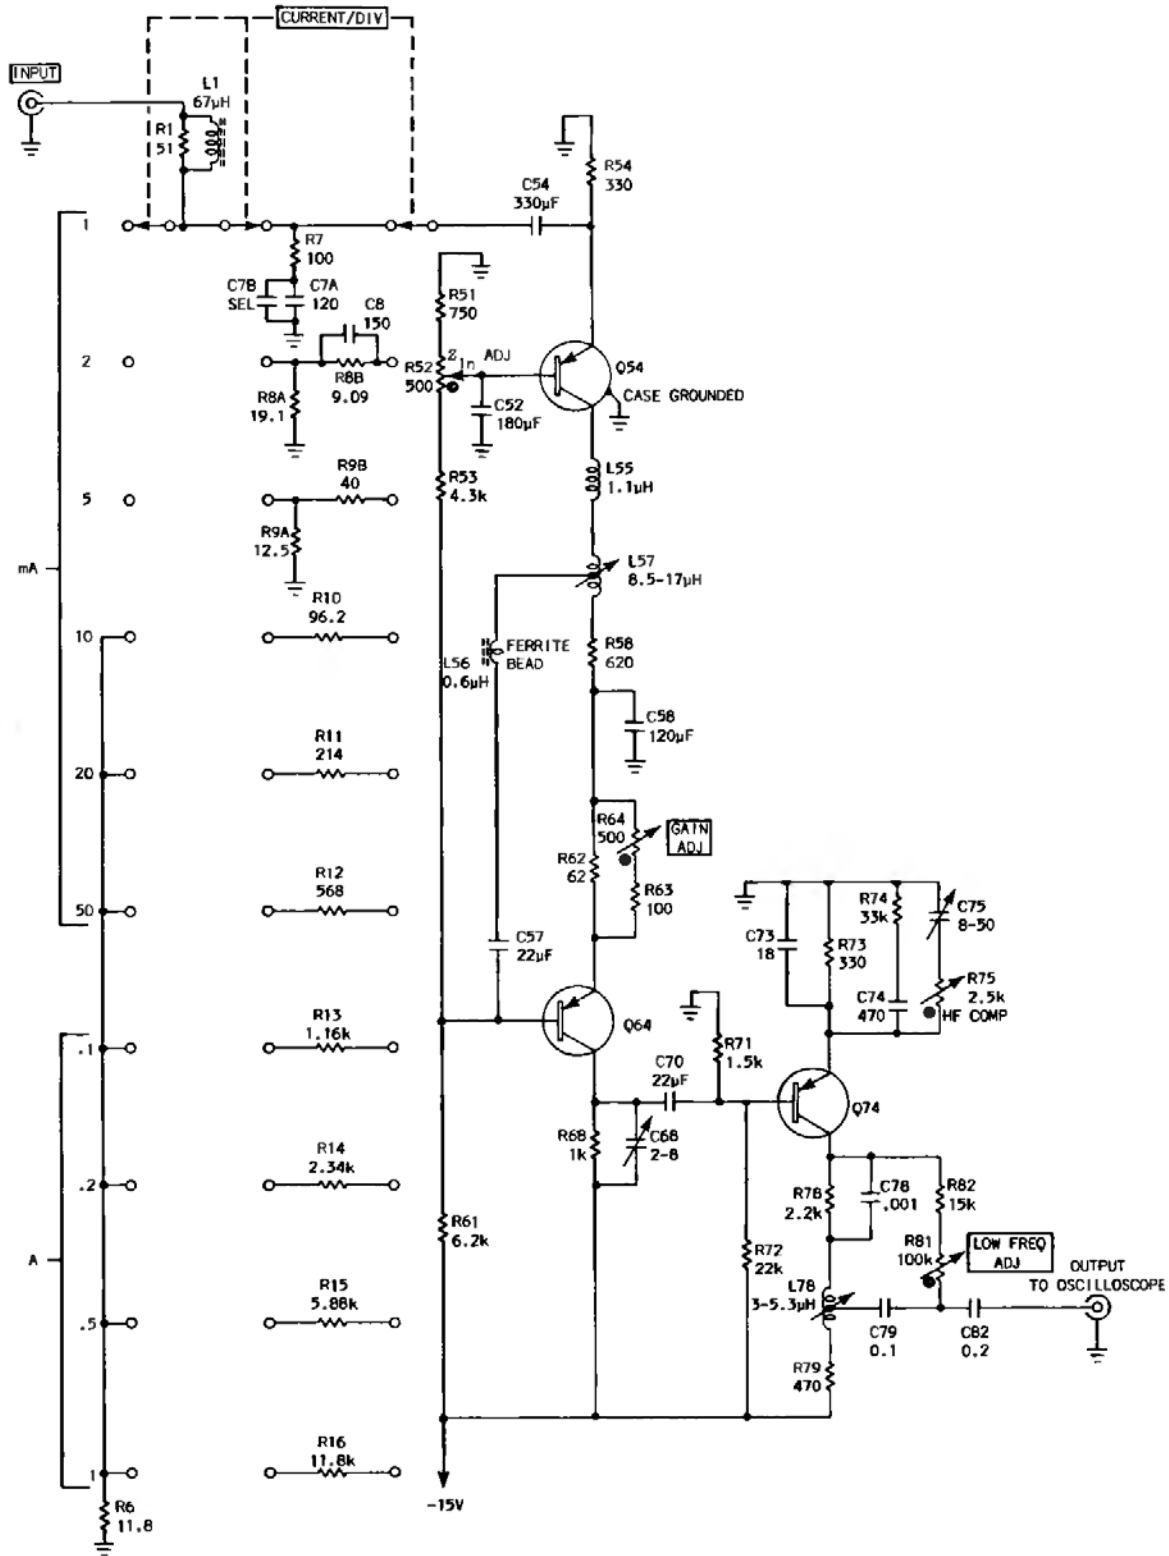 CURRENT/DIV
INPUT
L1
67µH
R1
51
R54
330
C54
330µF
1
R7
100
C7B
SEL
C7A
120
R51
750
C8
150
2
R8B
9.09
R8A
19.1
R52
500
Zin ADJ
Q54
CASE GROUNDED
C52
180µF
R53
4.3k
L55
1.1µH
R9B
40
5
R9A
12.5
mA
L57
8.5-17µH
R10
96.2
10
L56
0.6µH
FERRITE
BEAD
R58
620
C58
120µF
R11
214
20
R64
500
GAIN
ADJ
R62
62
R63
100
R12
568
50
C57
22µF
C73
18
R73
330
R74
33k
C75
8-50
C74
470
R75
2.5k
HF COMP
R13
1.16k
.1
Q64
R71
1.5k
C70
22µF
Q74
R68
1k
C68
2-8
R14
2.34k
.2
R78
2.2k
C78
.001
R82
15k
R61
6.2k
R72
22k
R81
100k
LOW FREQ
ADJ
OUTPUT
TO OSCILLOSCOPE
A
R15
5.88k
.5
L78
3-5.3µH
C79
0.1
C82
0.2
R79
470
R16
11.8k
1
R6
11.8
-15V